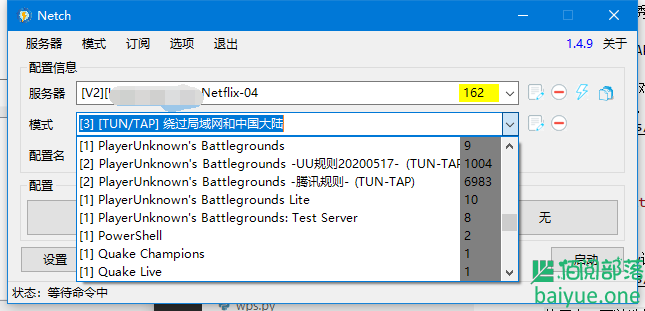 Netch
服务器 模式 订阅 选项 退出 1.4.9 关于
配置信息
服务器 [V2][ Netflix-04 162
模式 [3] [TUN/TAP] 绕过局域网和中国大陆
配置名
[1] PlayerUnknown's Battlegrounds 9
[2] PlayerUnknown's Battlegrounds -UU规则20200517- (TUN-TAP 1004
[2] PlayerUnknown's Battlegrounds -腾讯规则- (TUN-TAP) 6983
[1] PlayerUnknown's Battlegrounds Lite 10
[1] PlayerUnknown's Battlegrounds: Test Server 8
[1] PowerShell 2
[1] Quake Champions 1
[1] Quake Live 1
配置
无
设置 启动
状态：等待命令中
wps.py
佰阅部落
baiyue.one